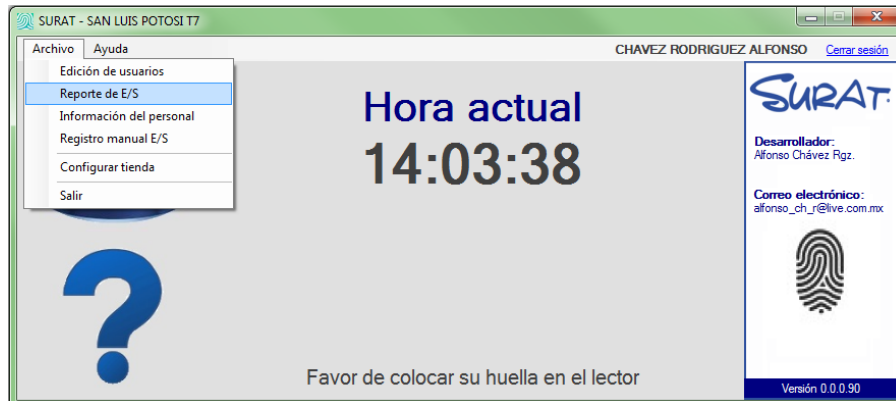 SURAT - SAN LUIS POTOSI T7
Archivo Ayuda CHAVEZ RODRIGUEZ ALFONSO Cerrar sesión
Edición de usuarios
Reporte de E/S
Información del personal
Registro manual E/S
Configurar tienda
Salir
Hora actual
14:03:38
Favor de colocar su huella en el lector
SURAT.
Desarrollador:
Alfonso Chávez Rgz.
Correo electrónico:
alfonso_ch_r@live.com.mx
Versión 0.0.0.90